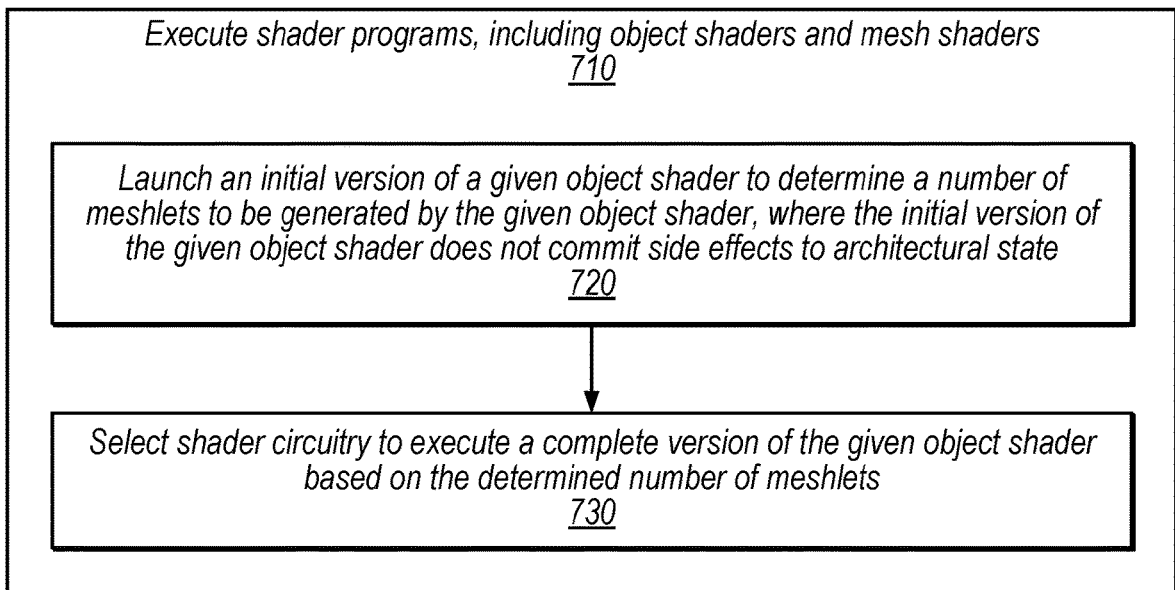 Execute shader programs, including object shaders and mesh shaders
710
Launch an initial version of a given object shader to determine a number of
meshlets to be generated by the given object shader, where the initial version of
the given object shader does not commit side effects to architectural state
720
Select shader circuitry to execute a complete version of the given object shader
based on the determined number of meshlets
730